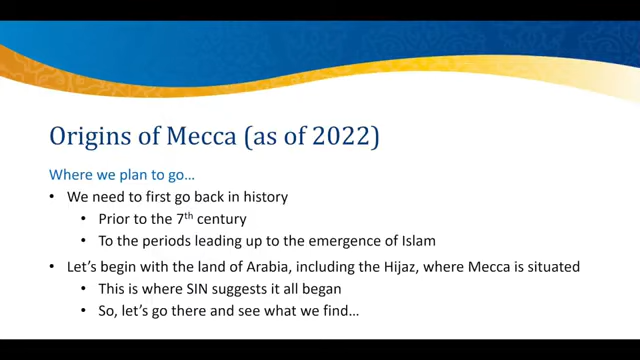 Origins of Mecca (as of 2022)
Where we plan to go…
• We need to first go back in history
• Prior to the 7th century
• To the periods leading up to the emergence of Islam
• Let’s begin with the land of Arabia, including the Hijaz, where Mecca is situated
• This is where SIN suggests it all began
• So, let’s go there and see what we find…